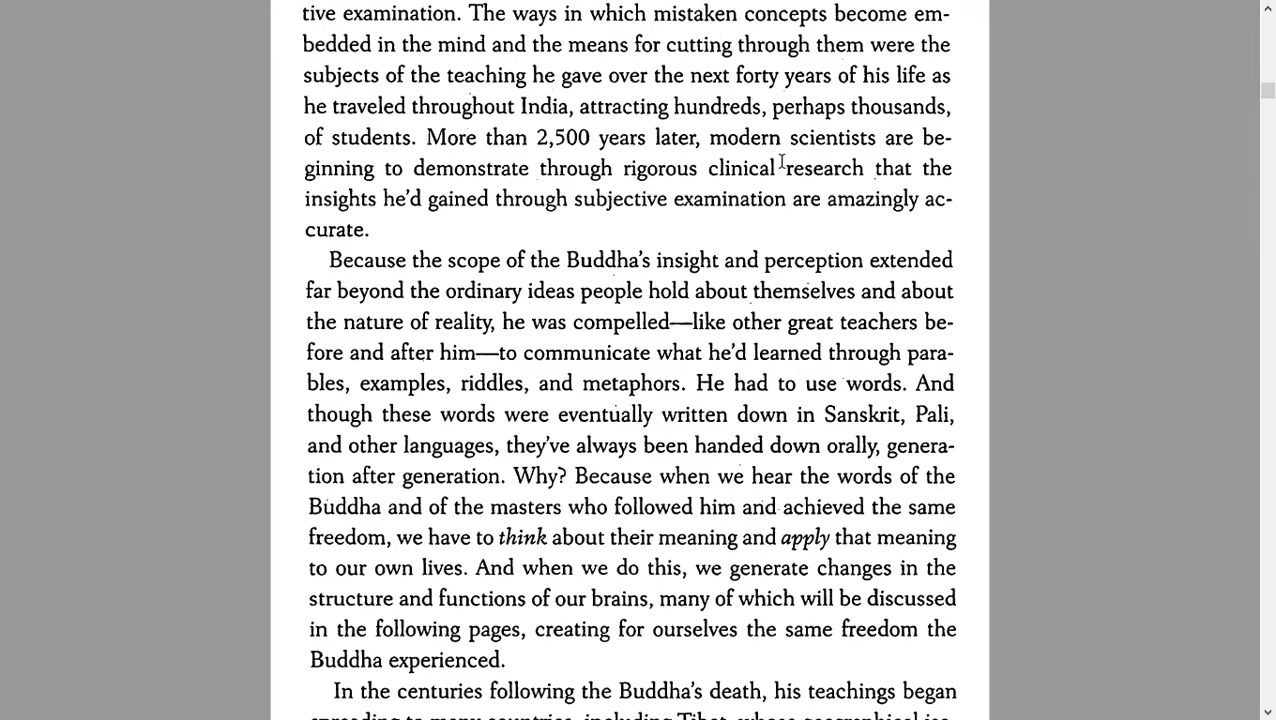 tive examination. The ways in which mistaken concepts become em-
bedded in the mind and the means for cutting through them were the
subjects of the teaching he gave over the next forty years of his life as
he traveled throughout India, attracting hundreds, perhaps thousands,
of students. More than 2,500 years later, modern scientists are be-
ginning to demonstrate through rigorous clinical research that the
insights he'd gained through subjective examination are amazingly ac-
curate.
Because the scope of the Buddha's insight and perception extended
far beyond the ordinary ideas people hold about themselves and about
the nature of reality, he was compelled—like other great teachers be-
fore and after him—to communicate what he'd learned through para-
bles, examples, riddles, and metaphors. He had to use words. And
though these words were eventually written down in Sanskrit, Pali,
and other languages, they've always been handed down orally, genera-
tion after generation. Why? Because when we hear the words of the
Buddha and of the masters who followed him and achieved the same
freedom, we have to think about their meaning and apply that meaning
to our own lives. And when we do this, we generate changes in the
structure and functions of our brains, many of which will be discussed
in the following pages, creating for ourselves the same freedom the
Buddha experienced.
In the centuries following the Buddha's death, his teachings began
spreading to many countries, including Tibet, whose geographical iso-